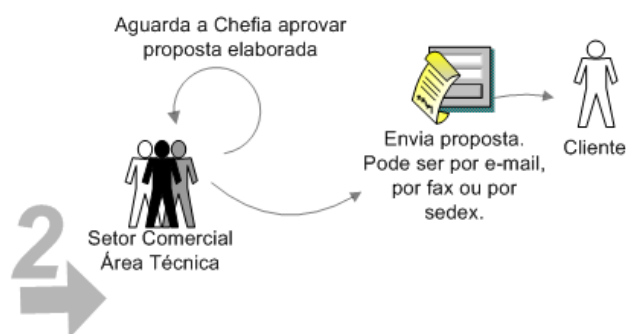 Aguarda a Chefia aprovar
proposta elaborada
Envia proposta.
Pode ser por e-mail,
por fax ou por
sedex.
Cliente
Setor Comercial
Área Técnica
2